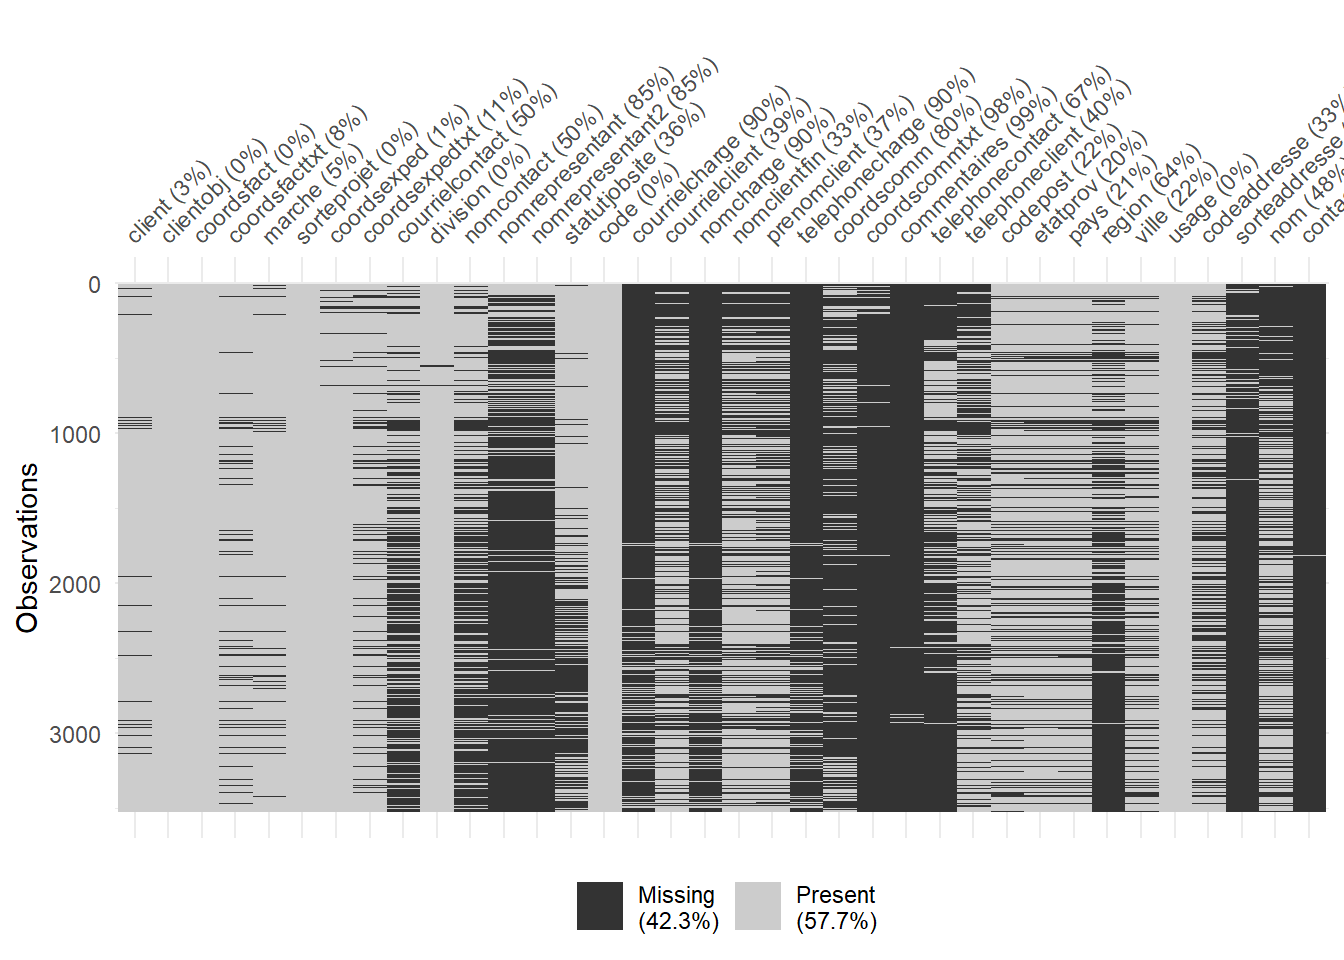 client (3%)
clientobj (0%)
coordsfact (0%)
coordsfacttxt (8%)
marche (5%)
sorteprojet (0%)
coordsexped (1%)
coordsexpedtxt (11%)
courrielcontact (50%)
division (0%)
nomcontact (50%)
nomrepresentant (85%)
nomrepresentant2 (85%)
statutjobsite (36%)
code (0%)
courrielcharge (90%)
courrielclient (39%)
nomcharge (90%)
nomclientfin (33%)
prenomclient (37%)
telephonecharge (90%)
coordscomm (80%)
coordscommtxt (98%)
commentaires (99%)
telephonecontact (67%)
telephoneclient (40%)
codepost (22%)
etatprov (20%)
pays (21%)
region (64%)
ville (22%)
usage (0%)
codeaddresse (33%
sorteaddresse
nom (48%
conta
0
1000
2000
3000
Observations
Missing
(42.3%)
Present
(57.7%)